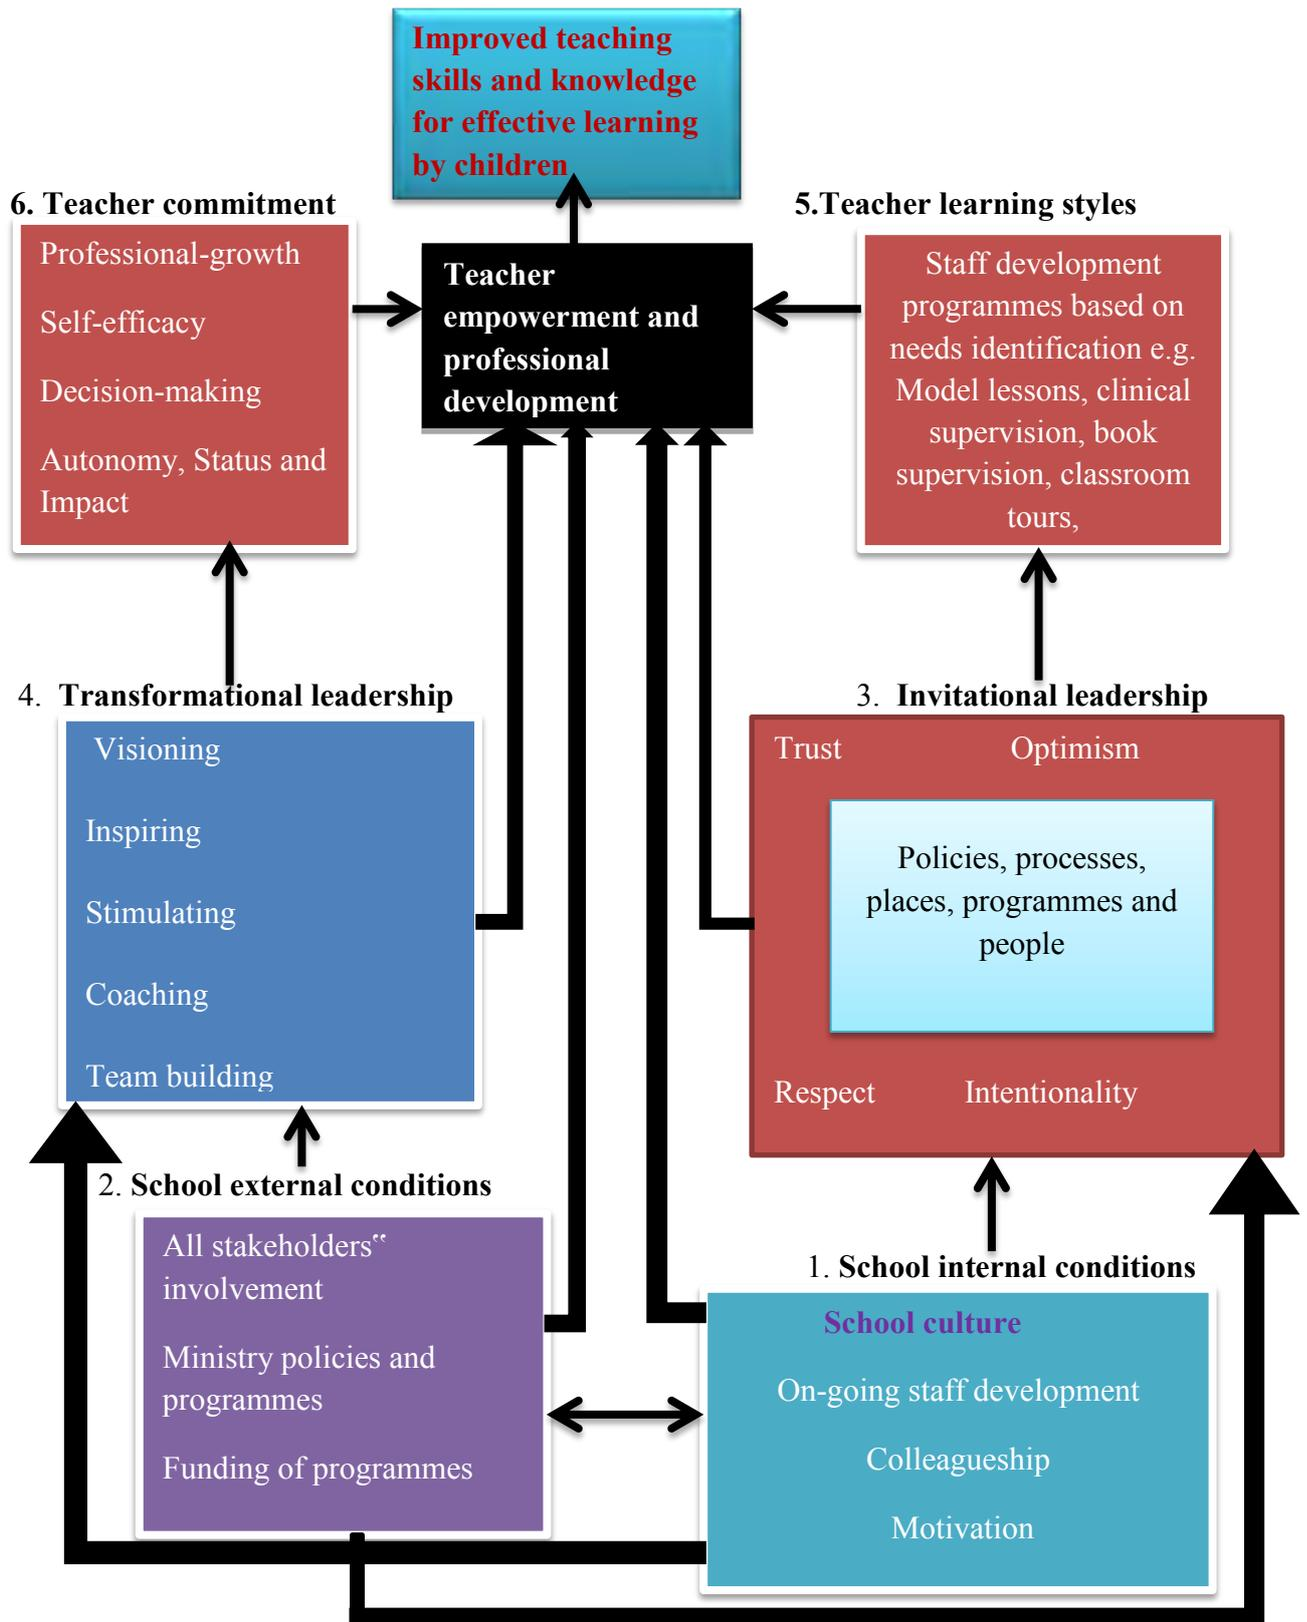 Improved teaching
skills and knowledge
for effective learning
by children
6. Teacher commitment
Professional-growth
Self-efficacy
Decision-making
Autonomy, Status and
Impact
Teacher
empowerment and
professional
development
5.Teacher learning styles
Staff development
programmes based on
needs identification e.g.
Model lessons, clinical
supervision, book
supervision, classroom
tours,
4. Transformational leadership
Visioning
Inspiring
Stimulating
Coaching
Team building
3. Invitational leadership
Trust Optimism
Policies, processes,
places, programmes and
people
Respect Intentionality
2. School external conditions
All stakeholders‟
involvement
Ministry policies and
programmes
Funding of programmes
1. School internal conditions
School culture
On-going staff development
Colleagueship
Motivation